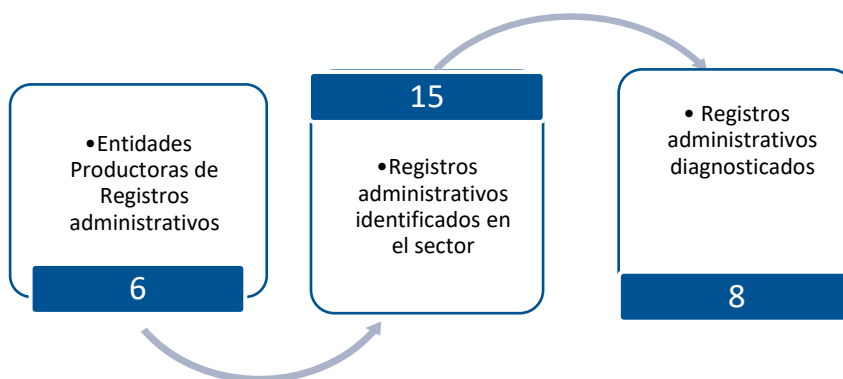 •Entidades
Productoras de
Registros
administrativos
6
15
•Registros
administrativos
identificados en
el sector
• Registros
administrativos
diagnosticados
8